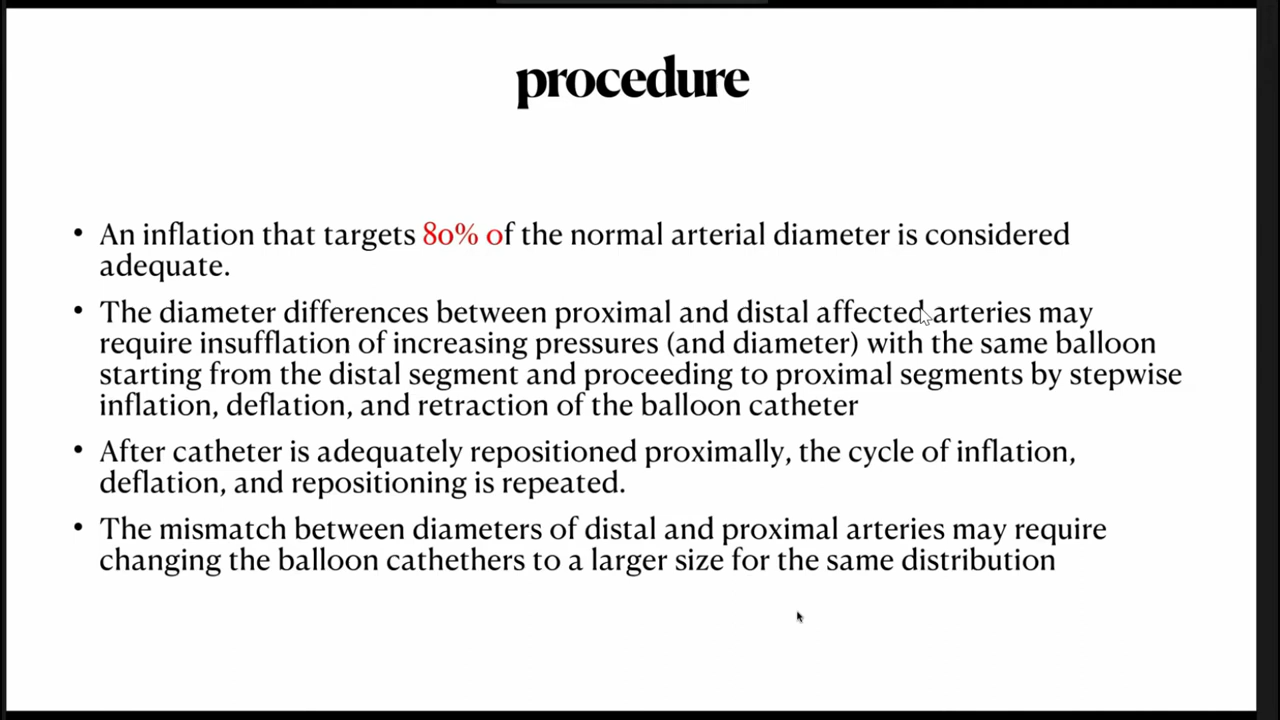 procedure
• An inflation that targets 80% of the normal arterial diameter is considered
adequate.
• The diameter differences between proximal and distal affected arteries may
require insufflation of increasing pressures (and diameter) with the same balloon
starting from the distal segment and proceeding to proximal segments by stepwise
inflation, deflation, and retraction of the balloon catheter
• After catheter is adequately repositioned proximally, the cycle of inflation,
deflation, and repositioning is repeated.
• The mismatch between diameters of distal and proximal arteries may require
changing the balloon cathethers to a larger size for the same distribution